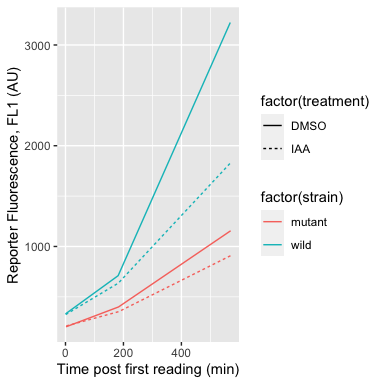 3000
2000
1000
Reporter Fluorescence, FL1 (AU)
0
200
400
Time post first reading (min)
factor(treatment)
DMSO
IAA
factor(strain)
mutant
wild